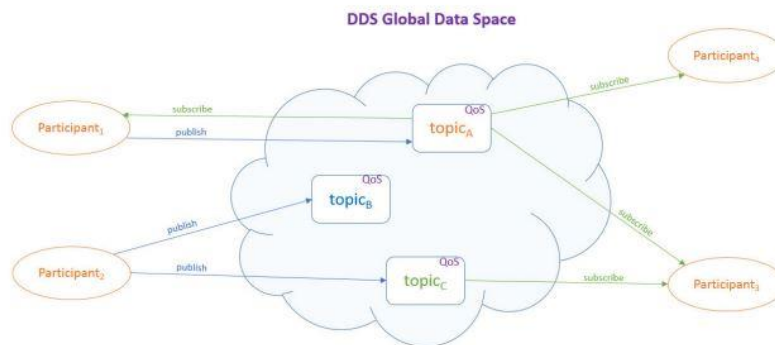 DDS Global Data Space
Participant₄
subscribe
subscribe
QoS
Participant₁
publish
topicA
QoS
topicB
subscribe
publish
QoS
Participant₂
publish
topicC
subscribe
Participant₃